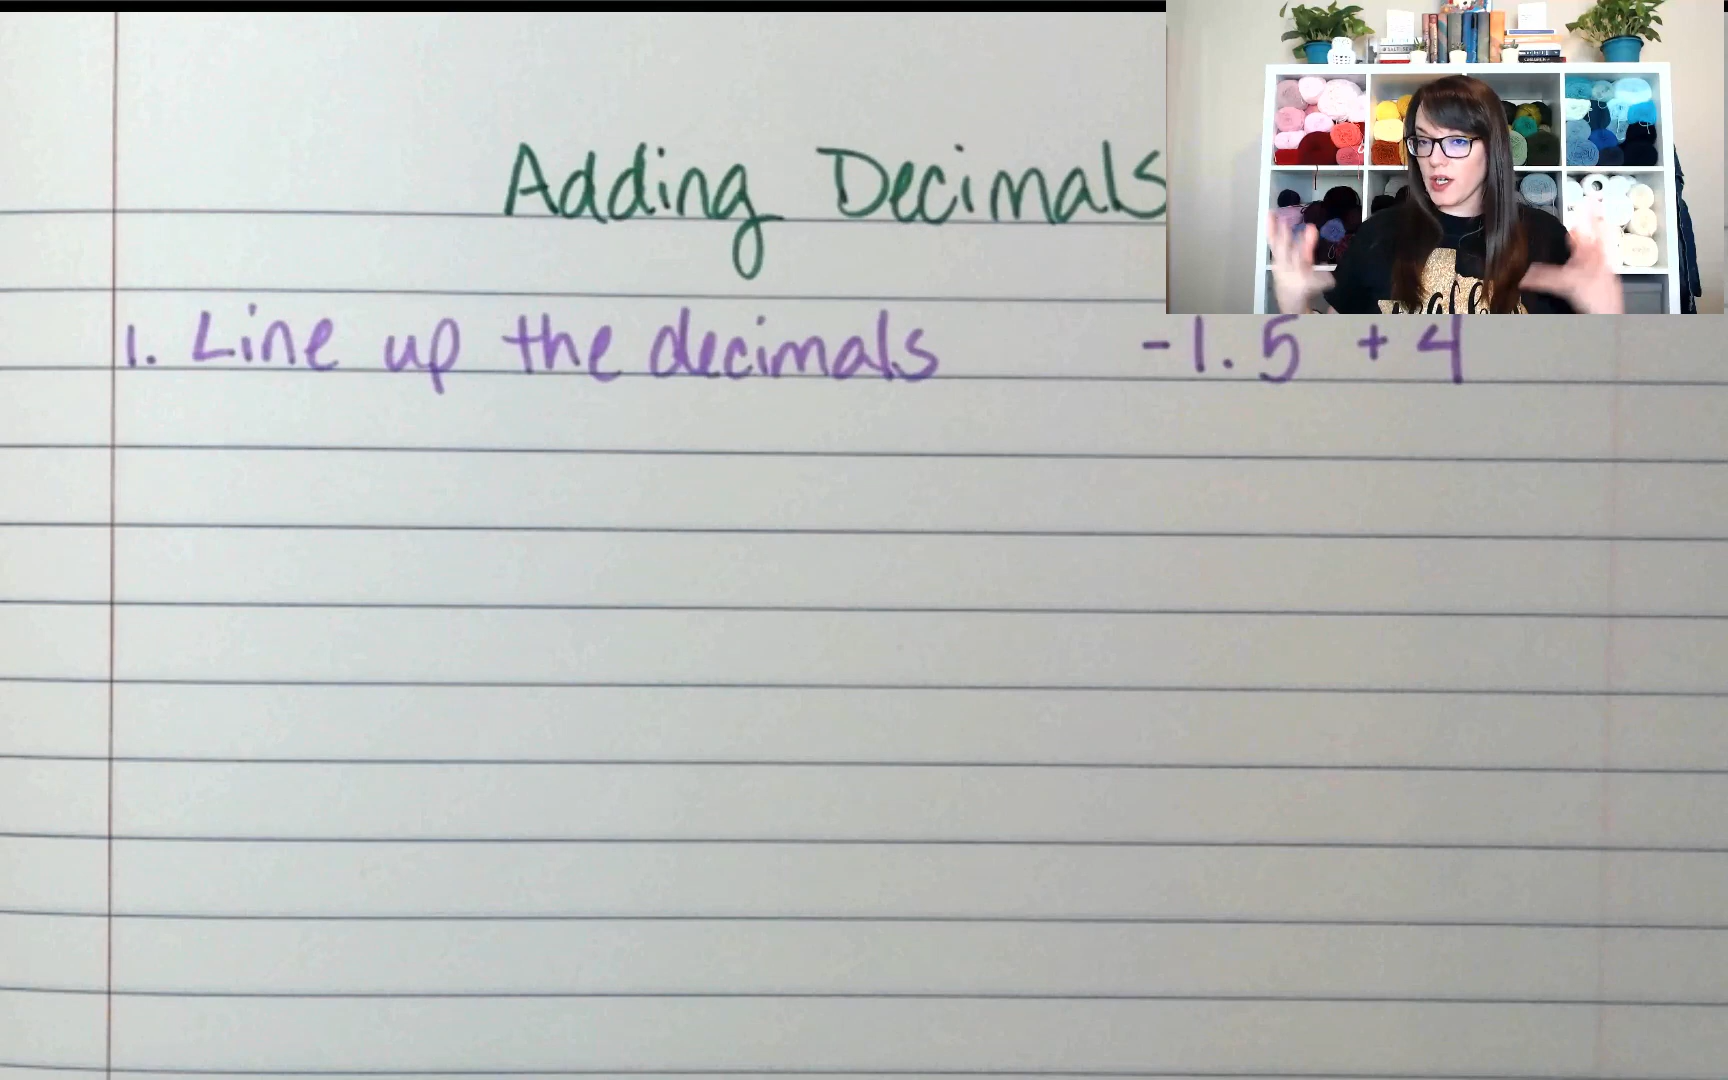 Adding Decimals
1. Line up the decimals -1.5 + 4